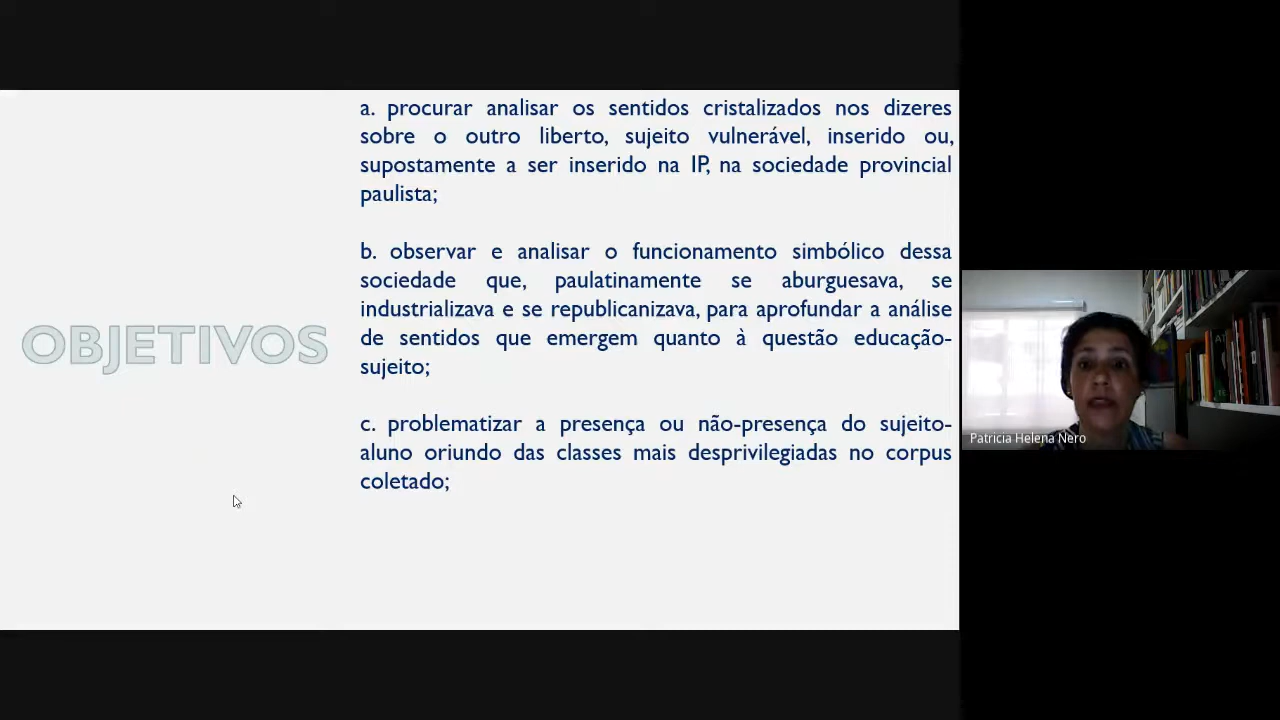 OBJETIVOS
a. procurar analisar os sentidos cristalizados nos dizeres
sobre o outro liberto, sujeito vulnerável, inserido ou,
supostamente a ser inserido na IP, na sociedade provincial
paulista;
b. observar e analisar o funcionamento simbólico dessa
sociedade que, paulatinamente se aburguesava, se
industrializava e se republicanizava, para aprofundar a análise
de sentidos que emergem quanto à questão educação-
sujeito;
c. problematizar a presença ou não-presença do sujeito-
aluno oriundo das classes mais desprivilegiadas no corpus
coletado;
Patricia Helena Nero